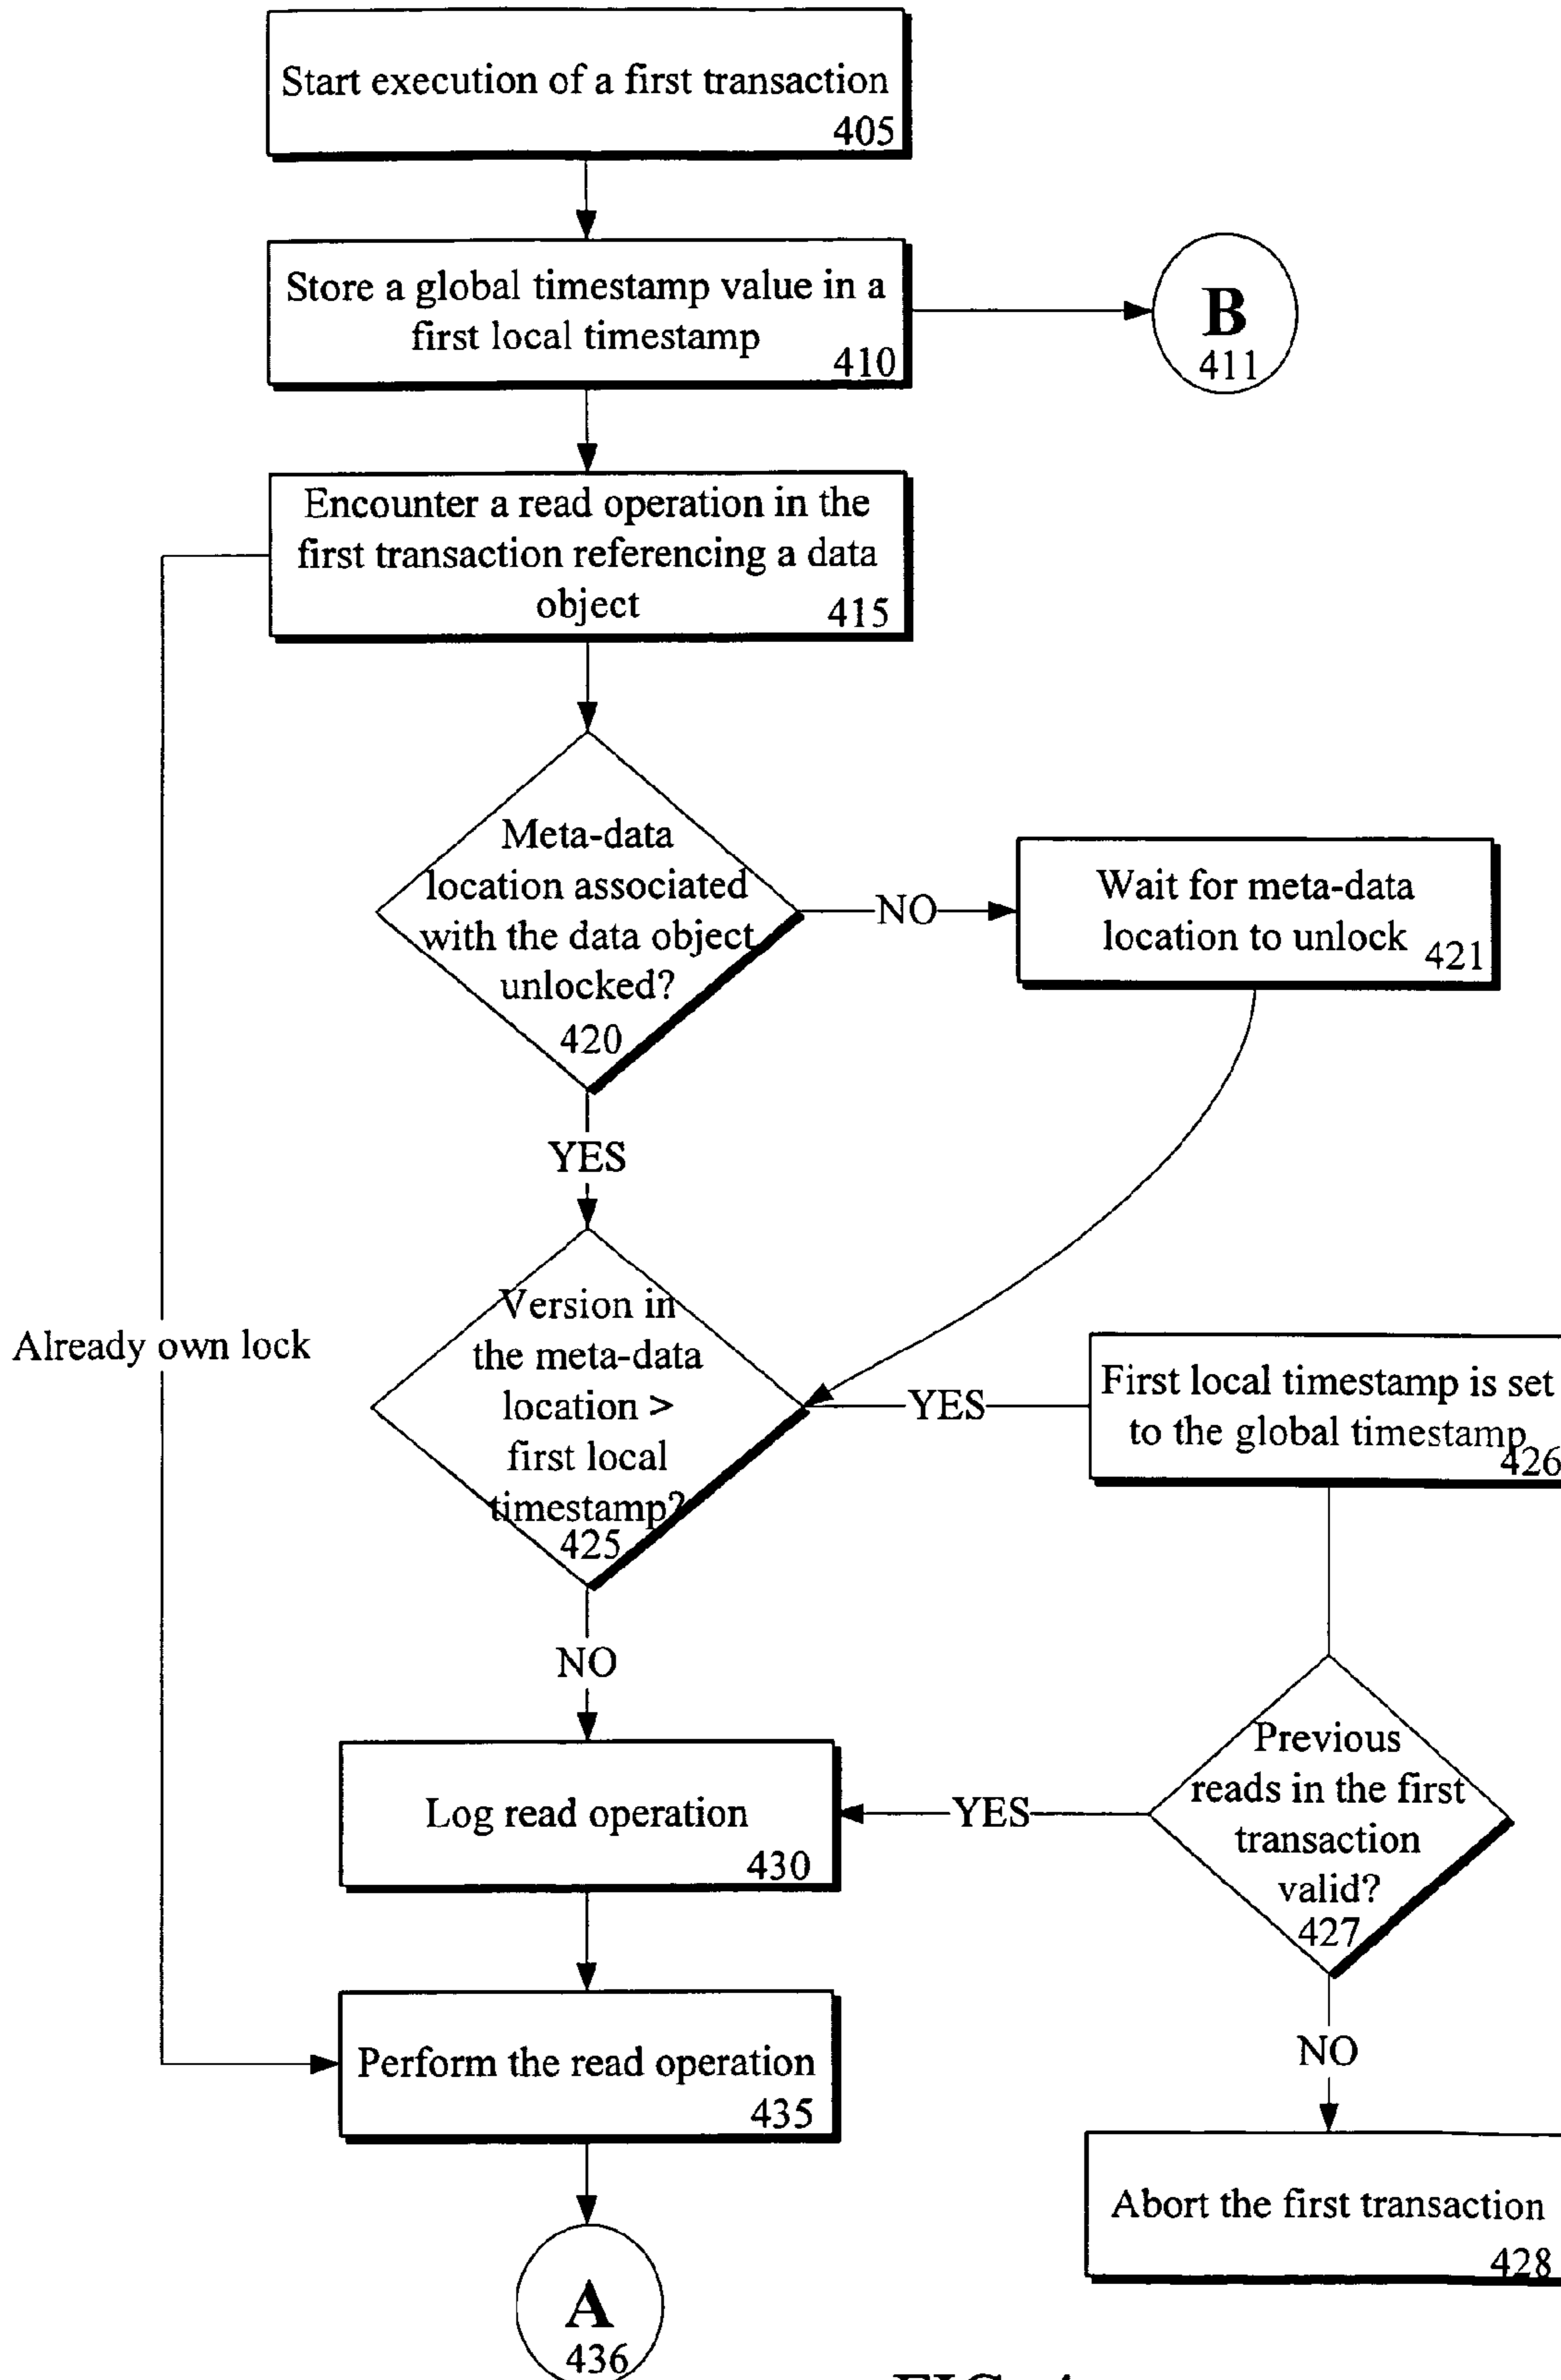 Start execution of a first transaction
405
Store a global timestamp value in a
first local timestamp
410
B
411
Encounter a read operation in the
first transaction referencing a data
object
415
Meta-data
location associated
with the data object
unlocked?
420
NO
Wait for meta-data
location to unlock
421
YES
Already own lock
Version in
the meta-data
location >
first local
timestamp?
425
YES
First local timestamp is set
to the global timestamp
426
NO
Previous
reads in the first
transaction
valid?
427
YES
Log read operation
430
NO
Perform the read operation
435
Abort the first transaction
428
A
436